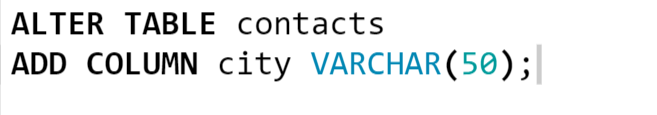 ALTER TABLE contacts
ADD COLUMN city VARCHAR(50);